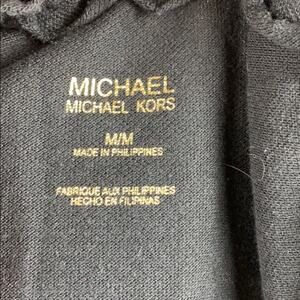 MICHAEL
MICHAEL KORS
M/M
MADE IN PHILIPPINES
FABRIQUE AUX PHILIPPINES
HECHO EN FILIPINAS